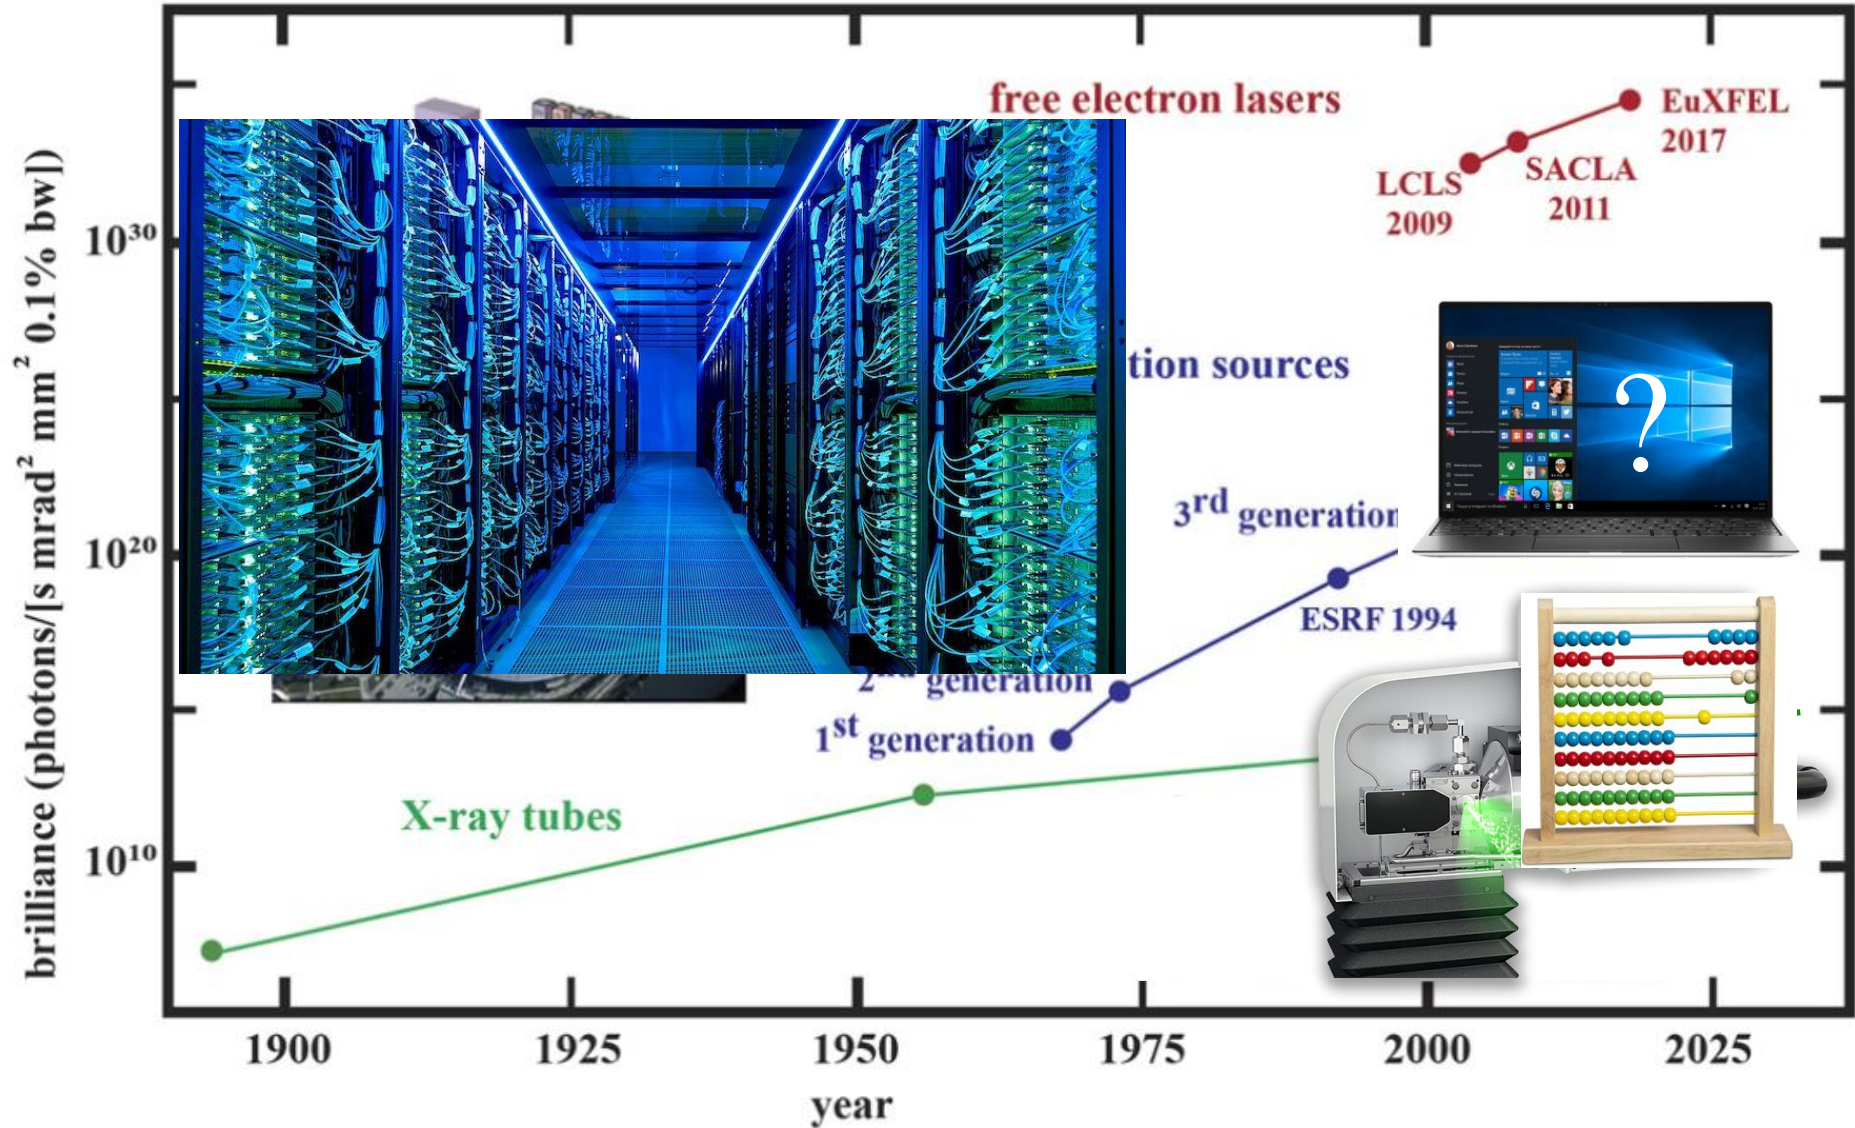 free electron lasers
EuXFEL
2017
LCLS
2009
SACLA
2011
tion sources
?
3rd generation
ESRF 1994
2nd generation
1st generation
X-ray tubes
brilliance (photons/[s mrad² mm² 0.1% bw])
10³⁰
10²⁰
10¹⁰
1900
1925
1950
1975
2000
2025
year